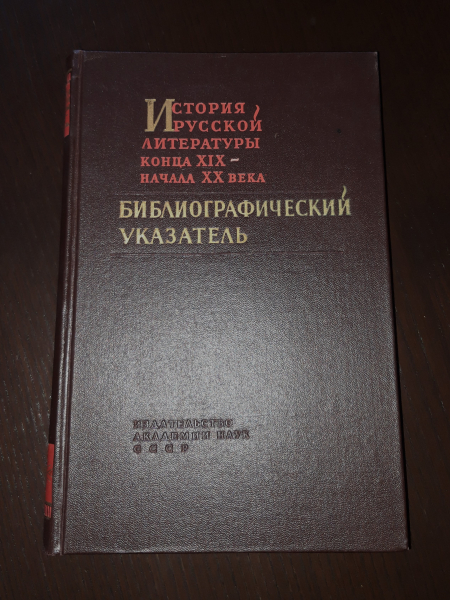 ИСТОРИЯ
РУССКОЙ
ЛИТЕРАТУРЫ
КОНЦА XIX –
НАЧАЛА XX ВЕКА
БИБЛИОГРАФИЧЕСКИЙ
УКАЗАТЕЛЬ
ИЗДАТЕЛЬСТВО
АКАДЕМИИ НАУК
СССР